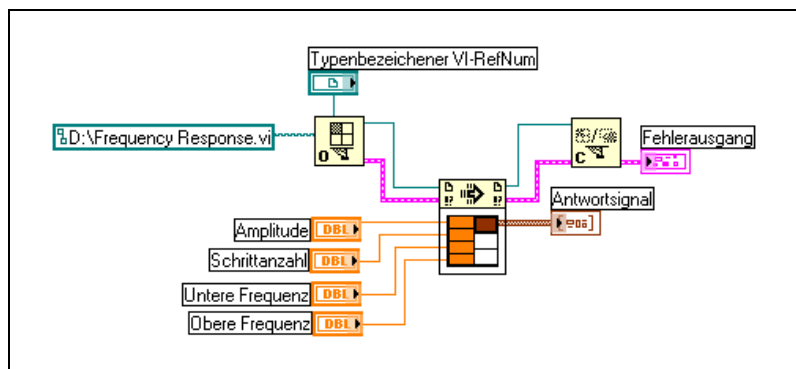 Typenbezeichener VI-RefNum
D:\Frequency Response.vi
O
C
Fehlerausgang
Antwortsignal
Amplitude DBL
Schrittanzahl DBL
Untere Frequenz DBL
Obere Frequenz DBL